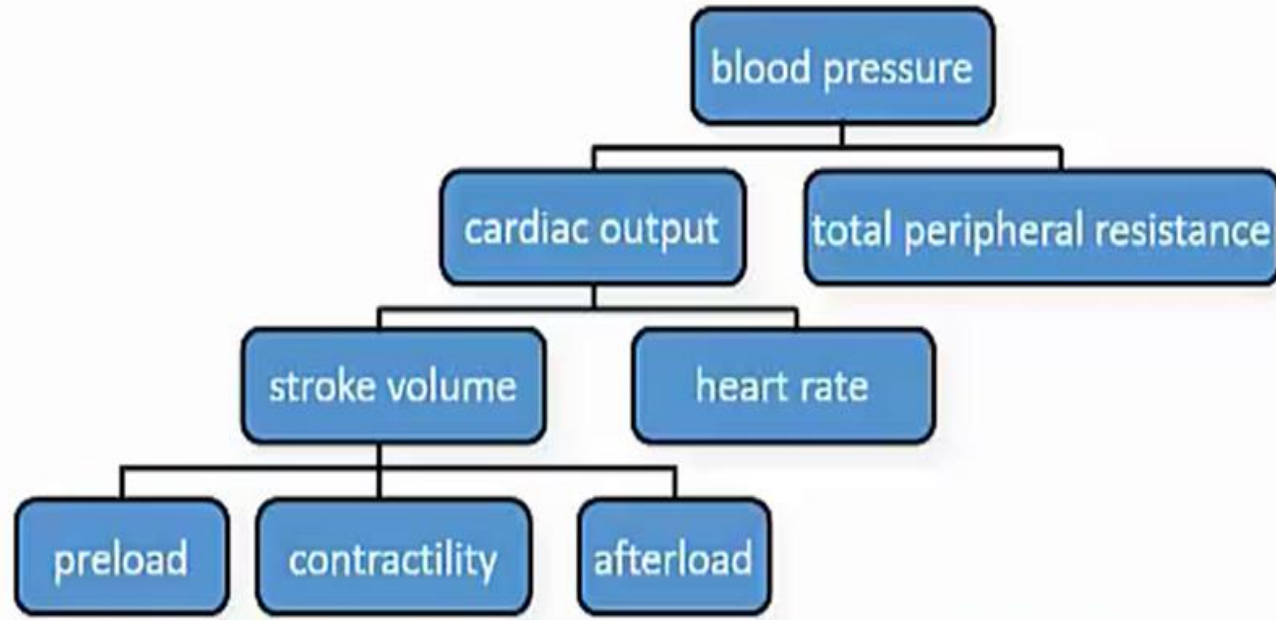 blood pressure
cardiac output
total peripheral resistance
stroke volume
heart rate
preload
contractility
afterload